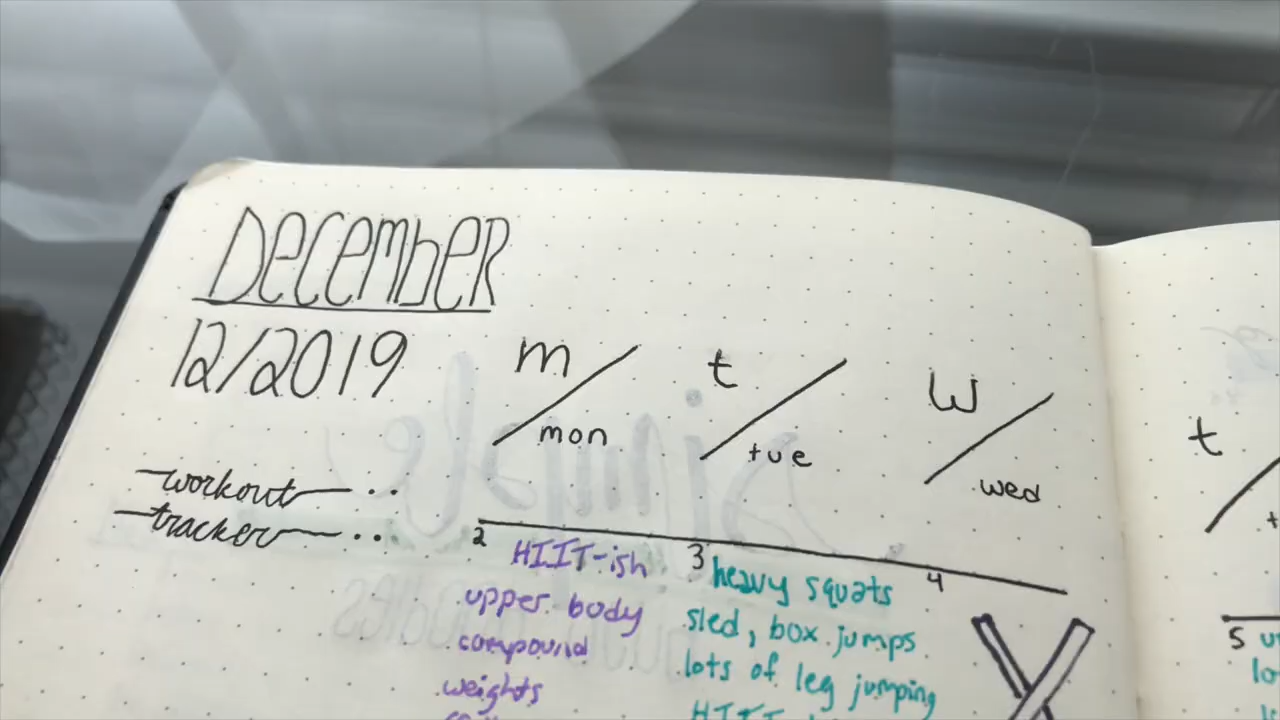 December
12/2019
workout
tracker
m / mon
t / tue
w / wed
t
2
HIIT-ish
upper body
compound
weights
3
heavy squats
sled, box jumps
lots of leg jumping
HIIT
4
X
5